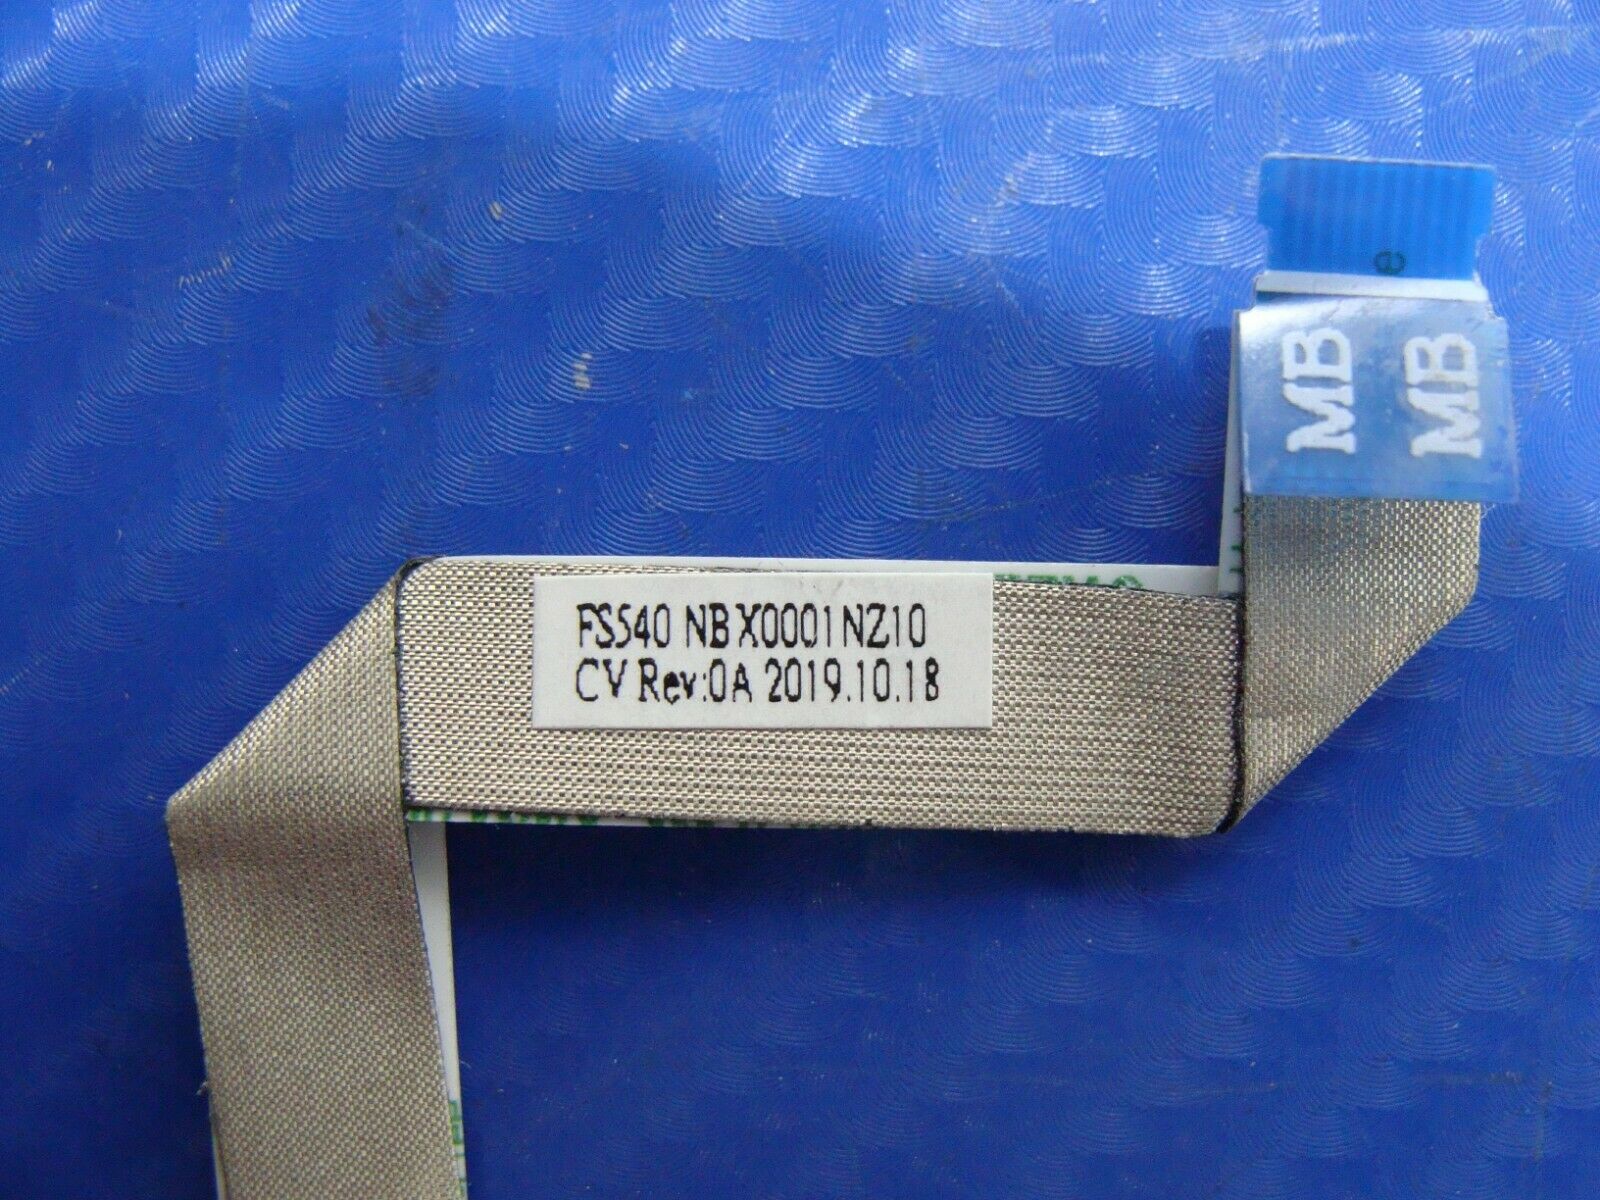 e
MB
MB
FS540 NBX0001NZ10
CV Rev:0A 2019.10.18